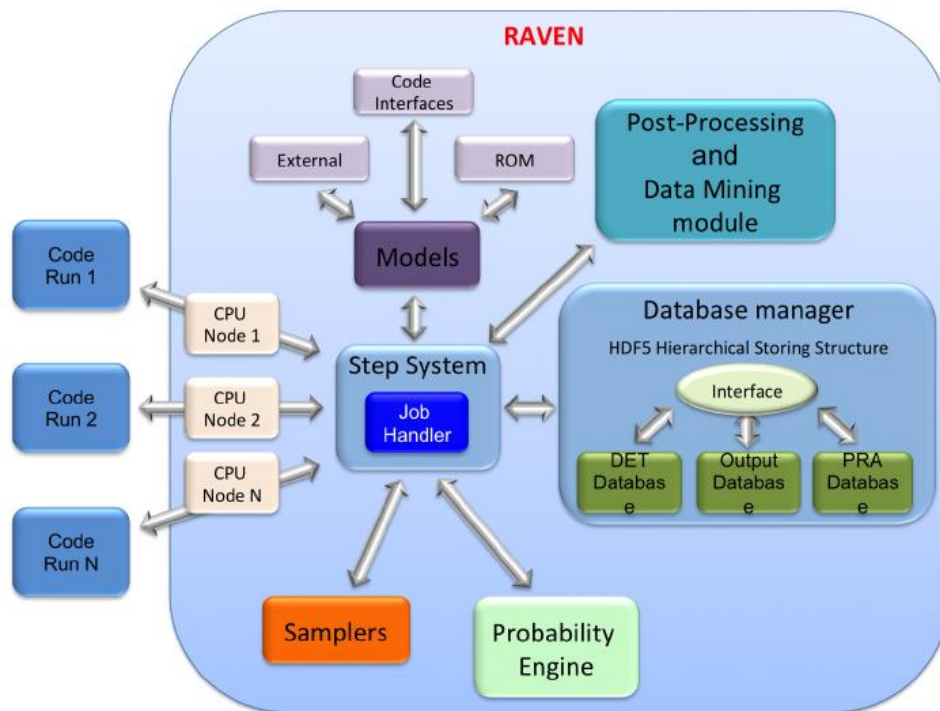 RAVEN
Code
Interfaces
External
ROM
Models
Post-Processing
and
Data Mining
module
Code
Run 1
CPU
Node 1
Code
Run 2
CPU
Node 2
Code
Run N
CPU
Node N
Step System
Job
Handler
Database manager
HDF5 Hierarchical Storing Structure
Interface
DET
Databas
e
Output
Databas
e
PRA
Databas
e
Samplers
Probability
Engine